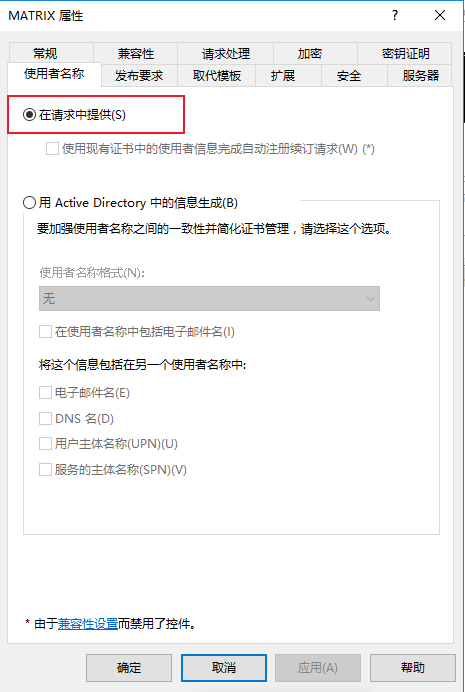 MATRIX 属性
?
常规 兼容性 请求处理 加密 密钥证明
使用者名称 发布要求 取代模板 扩展 安全 服务器
在请求中提供(S)
使用现有证书中的使用者信息完成自动注册续订请求(W) (*)
用 Active Directory 中的信息生成(B)
要加强使用者名称之间的一致性并简化证书管理，请选择这个选项。
使用者名称格式(N):
无
在使用者名称中包括电子邮件名(I)
将这个信息包括在另一个使用者名称中:
电子邮件名(E)
DNS 名(D)
用户主体名称(UPN)(U)
服务的主体名称(SPN)(V)
* 由于兼容性设置而禁用了控件。
确定 取消 应用(A) 帮助